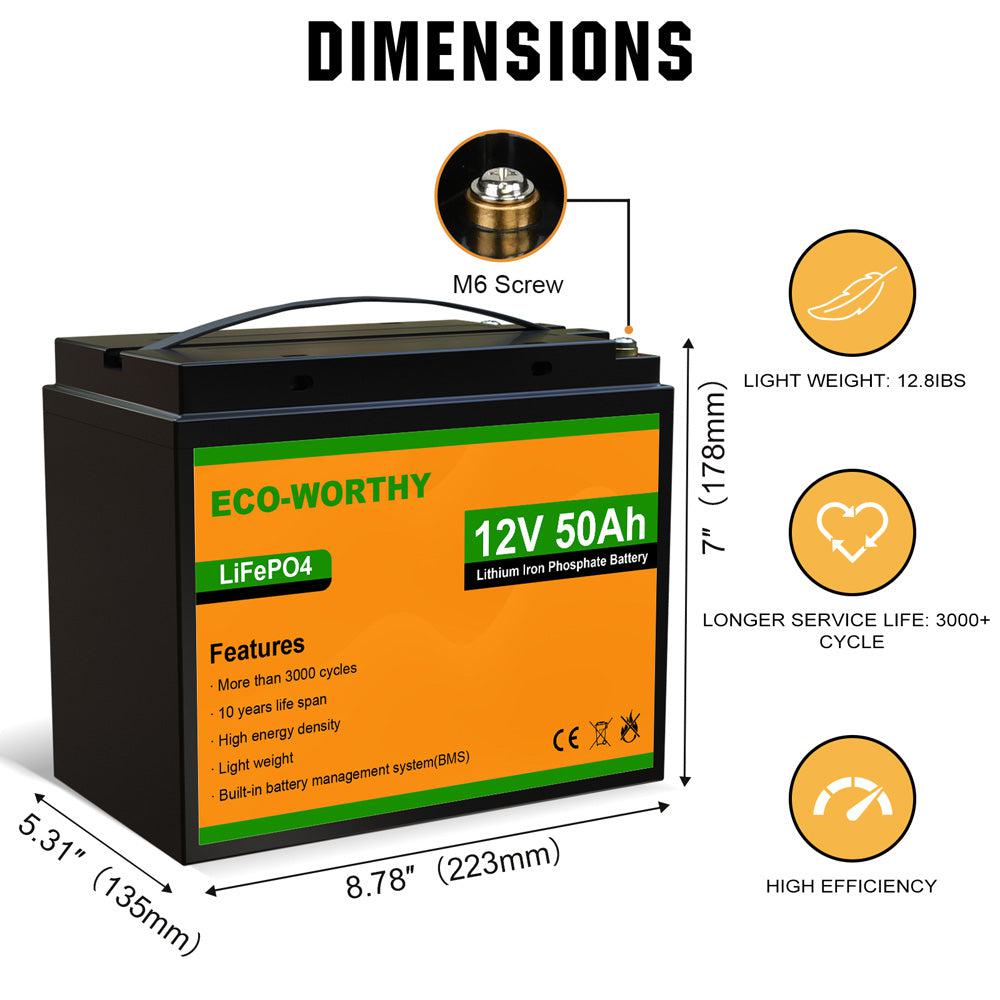 DIMENSIONS
M6 Screw
ECO-WORTHY
12V 50Ah
Lithium Iron Phosphate Battery
LiFePO4
Features
· More than 3000 cycles
· 10 years life span
· High energy density
· Light weight
· Built-in battery management system(BMS)
CE
7" (178mm)
5.31" (135mm)
8.78" (223mm)
LIGHT WEIGHT: 12.8IBS
LONGER SERVICE LIFE: 3000+
CYCLE
HIGH EFFICIENCY